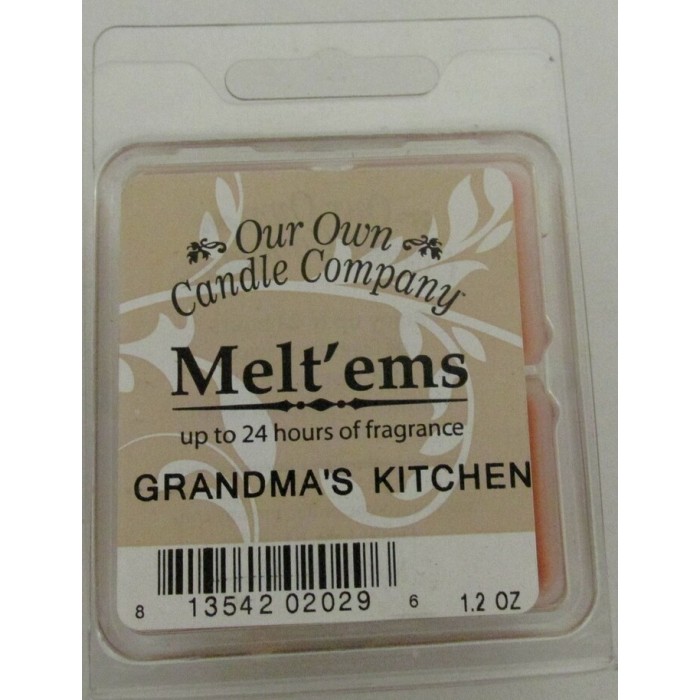 Our Own
Candle Company™
Melt'ems
up to 24 hours of fragrance
GRANDMA'S KITCHEN
8 13542 02029 6 1.2 OZ